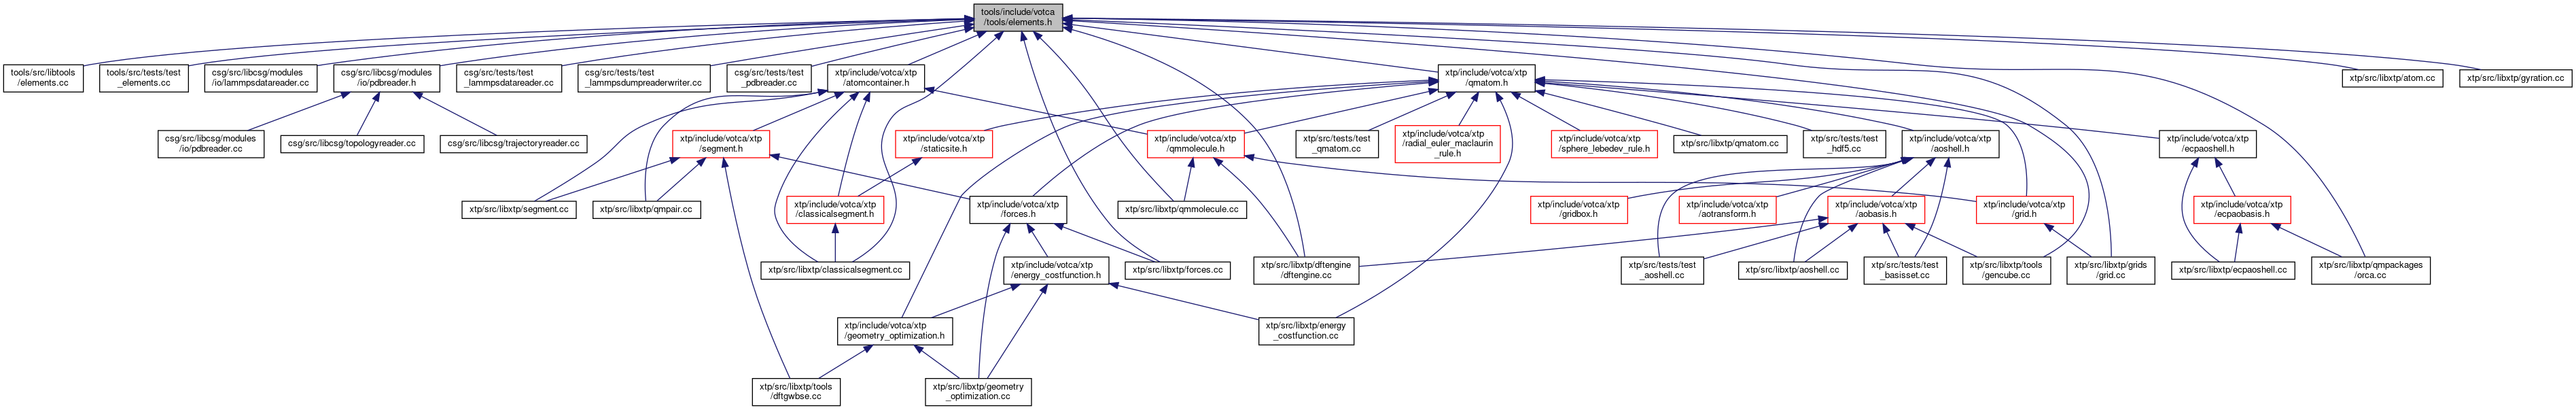 tools/include/votca
/tools/elements.h
tools/src/libtools
/elements.cc
tools/src/tests/test
_elements.cc
csg/src/libcsg/modules
/io/lammpsdatareader.cc
csg/src/libcsg/modules
/io/pdbreader.h
csg/src/tests/test
_lammpsdatareader.cc
csg/src/tests/test
_lammpsdumpreaderwriter.cc
csg/src/tests/test
_pdbreader.cc
xtp/include/votca/xtp
/atomcontainer.h
xtp/include/votca/xtp
/qmatom.h
xtp/src/libxtp/atom.cc
xtp/src/libxtp/gyration.cc
csg/src/libcsg/modules
/io/pdbreader.cc
csg/src/libcsg/topologyreader.cc
csg/src/libcsg/trajectoryreader.cc
xtp/include/votca/xtp
/segment.h
xtp/include/votca/xtp
/staticsite.h
xtp/include/votca/xtp
/qmmolecule.h
xtp/src/tests/test
_qmatom.cc
xtp/include/votca/xtp
/radial_euler_maclaurin
_rule.h
xtp/include/votca/xtp
/sphere_lebedev_rule.h
xtp/src/libxtp/qmatom.cc
xtp/src/tests/test
_hdf5.cc
xtp/include/votca/xtp
/aoshell.h
xtp/include/votca/xtp
/ecpaoshell.h
xtp/src/libxtp/segment.cc
xtp/src/libxtp/qmpair.cc
xtp/include/votca/xtp
/classicalsegment.h
xtp/include/votca/xtp
/forces.h
xtp/src/libxtp/qmmolecule.cc
xtp/include/votca/xtp
/gridbox.h
xtp/include/votca/xtp
/aotransform.h
xtp/include/votca/xtp
/aobasis.h
xtp/include/votca/xtp
/grid.h
xtp/include/votca/xtp
/ecpaobasis.h
xtp/src/libxtp/classicalsegment.cc
xtp/include/votca/xtp
/energy_costfunction.h
xtp/src/libxtp/forces.cc
xtp/src/libxtp/dftengine
/dftengine.cc
xtp/src/tests/test
_aoshell.cc
xtp/src/libxtp/aoshell.cc
xtp/src/tests/test
_basisset.cc
xtp/src/libxtp/tools
/gencube.cc
xtp/src/libxtp/grids
/grid.cc
xtp/src/libxtp/ecpaoshell.cc
xtp/src/libxtp/qmpackages
/orca.cc
xtp/include/votca/xtp
/geometry_optimization.h
xtp/src/libxtp/energy
_costfunction.cc
xtp/src/libxtp/tools
/dftgwbse.cc
xtp/src/libxtp/geometry
_optimization.cc